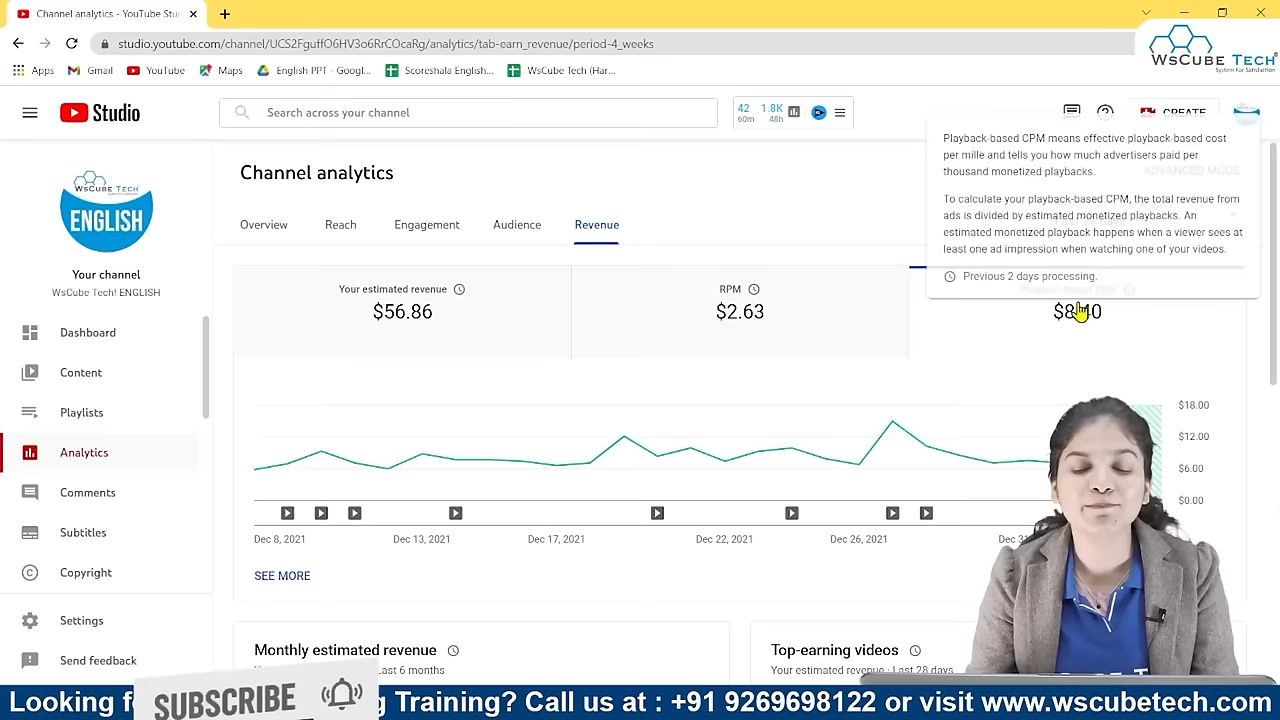 Channel analytics - YouTube Stu
studio.youtube.com/channel/UCS2FguffO6HV3o6RrCOcaRg/analytics/tab-earn_revenue/period-4_weeks
Apps
Gmail
YouTube
Maps
English PPT - Googl...
Scoreshala English...
WsCube Tech (Har...
WSCUBE TECH
System For Satisfaction
Studio
Search across your channel
42 1.8K
60m 48h
CREATE
Playback-based CPM means effective playback-based cost
per mille and tells you how much advertisers paid per
thousand monetized playbacks.
ADVANCED MODE
To calculate your playback-based CPM, the total revenue from
ads is divided by estimated monetized playbacks. An
estimated monetized playback happens when a viewer sees at
least one ad impression when watching one of your videos.
Previous 2 days processing.
WSCUBE TECH
ENGLISH
Your channel
WsCube Tech! ENGLISH
Dashboard
Content
Playlists
Analytics
Comments
Subtitles
Copyright
Settings
Send feedback
Channel analytics
Overview
Reach
Engagement
Audience
Revenue
Your estimated revenue
$56.86
RPM
$2.63
$8.40
$18.00
$12.00
$6.00
$0.00
Dec 8, 2021
Dec 13, 2021
Dec 17, 2021
Dec 22, 2021
Dec 26, 2021
SEE MORE
Monthly estimated revenue
Last 6 months
Top-earning videos
Your estimated revenue · Last 28 days
SUBSCRIBE
Looking Training? Call us at : +91 9269698122 or visit www.wscubetech.com